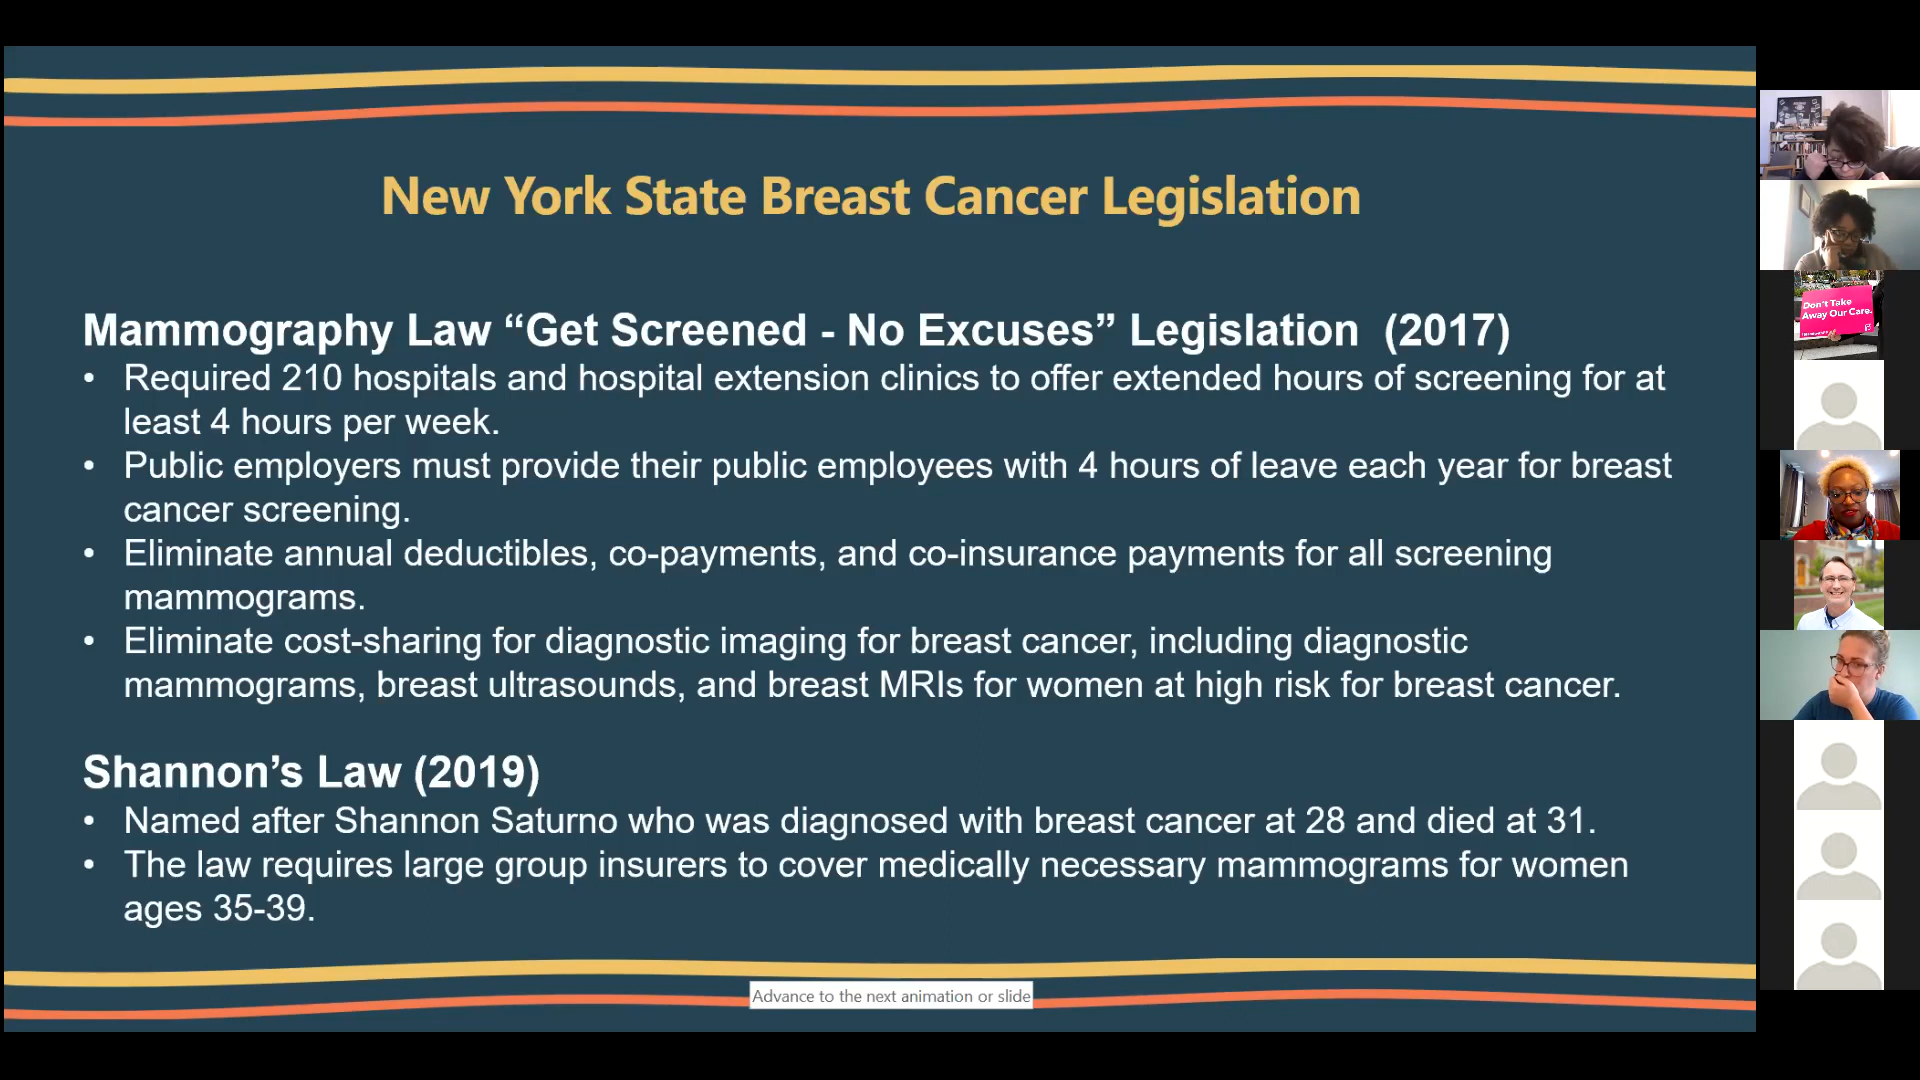 New York State Breast Cancer Legislation
Mammography Law “Get Screened - No Excuses” Legislation  (2017)
• Required 210 hospitals and hospital extension clinics to offer extended hours of screening for at
least 4 hours per week.
• Public employers must provide their public employees with 4 hours of leave each year for breast
cancer screening.
• Eliminate annual deductibles, co-payments, and co-insurance payments for all screening
mammograms.
• Eliminate cost-sharing for diagnostic imaging for breast cancer, including diagnostic
mammograms, breast ultrasounds, and breast MRIs for women at high risk for breast cancer.
Shannon’s Law (2019)
• Named after Shannon Saturno who was diagnosed with breast cancer at 28 and died at 31.
• The law requires large group insurers to cover medically necessary mammograms for women
ages 35-39.
Advance to the next animation or slide
Don't Take
Away Our Care.